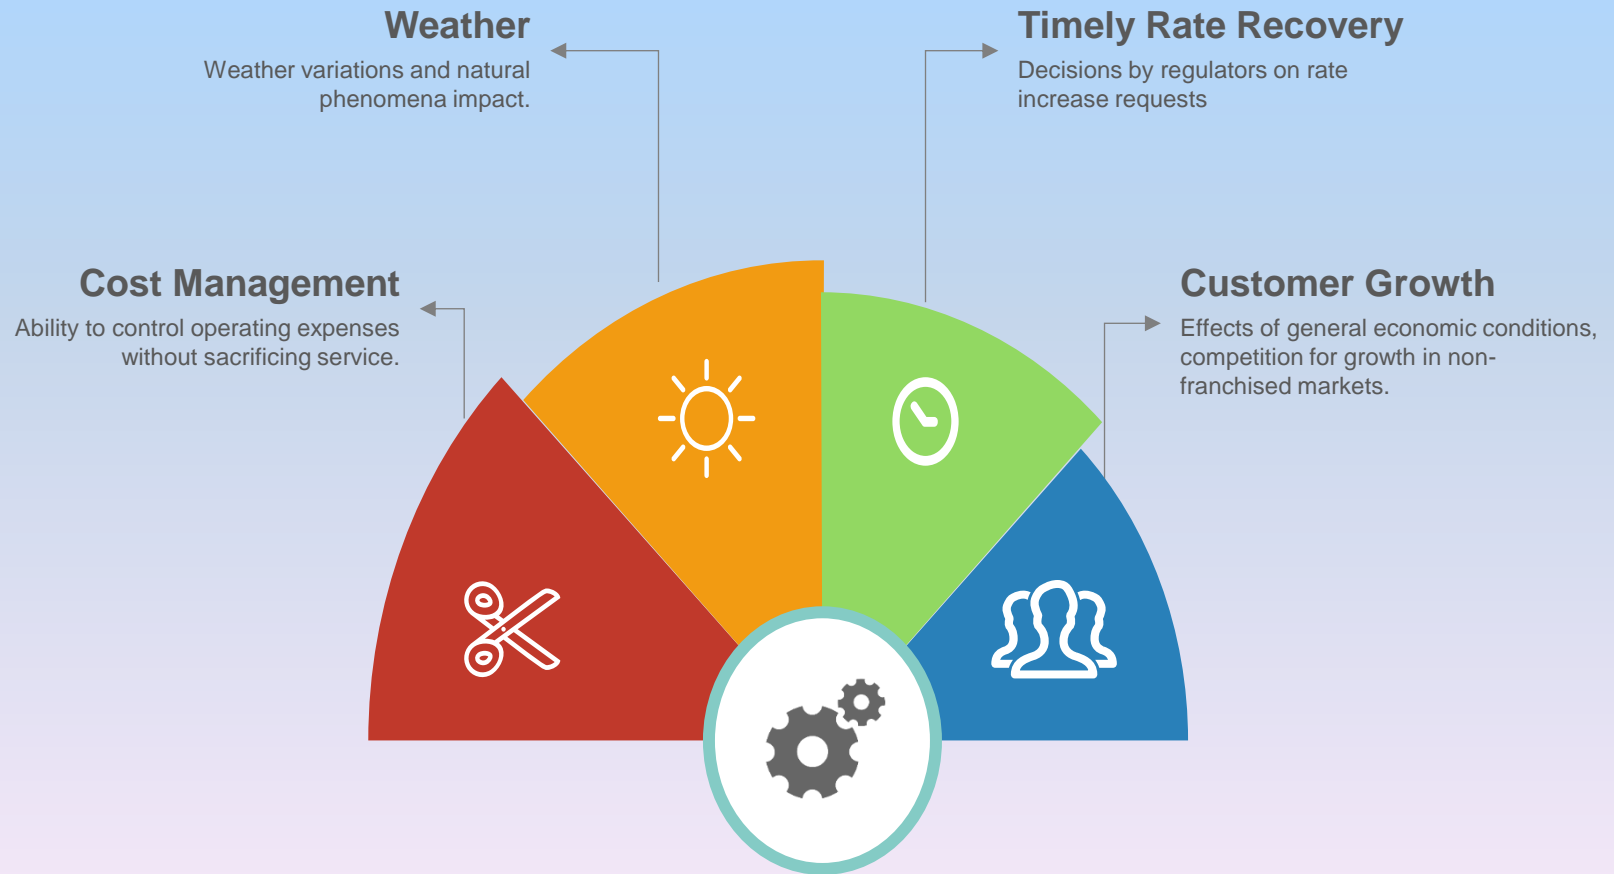 Weather
Weather variations and natural
phenomena impact.
Timely Rate Recovery
Decisions by regulators on rate
increase requests
Cost Management
Ability to control operating expenses
without sacrificing service.
Customer Growth
Effects of general economic conditions,
competition for growth in non-
franchised markets.